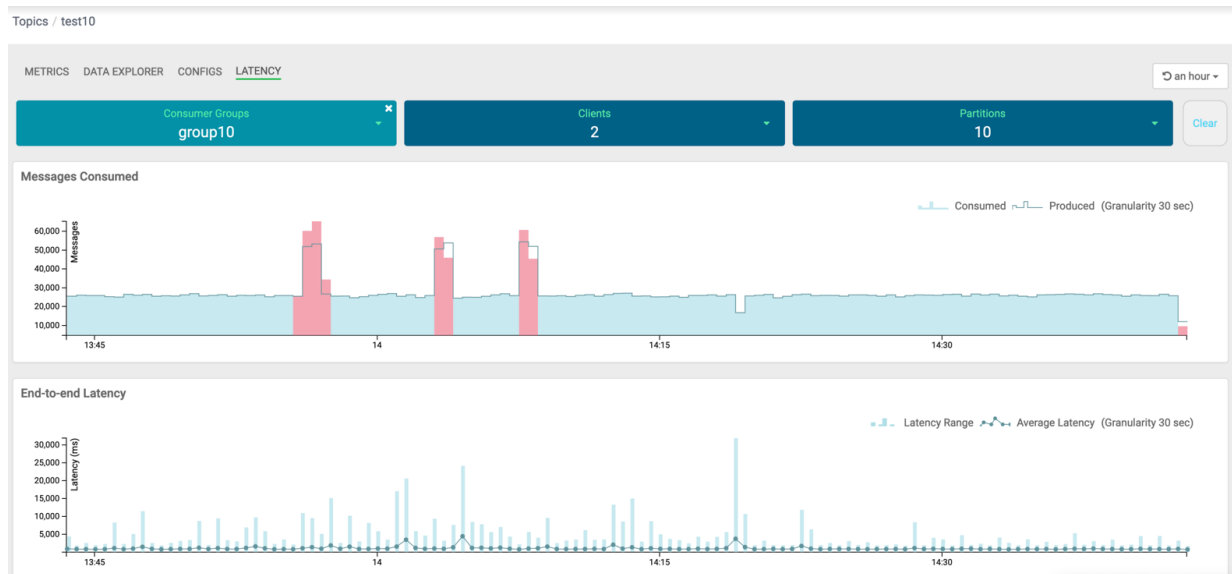 Topics / test10
METRICS DATA EXPLORER CONFIGS LATENCY
an hour
Consumer Groups
group10
Clients
2
Partitions
10
Clear
Messages Consumed
Consumed Produced (Granularity 30 sec)
60,000
50,000
40,000
30,000
20,000
10,000
Messages
13:45 14 14:15 14:30
End-to-end Latency
Latency Range Average Latency (Granularity 30 sec)
30,000
25,000
20,000
15,000
10,000
5,000
Latency (ms)
13:45 14 14:15 14:30